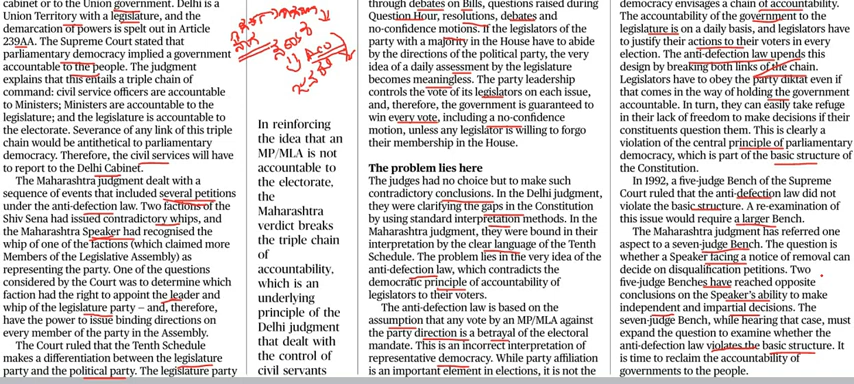 cabinet or to the Union government. Delhi is a
Union Territory with a legislature, and the
demarcation of powers is spelt out in Article
239AA. The Supreme Court stated that
parliamentary democracy implied a government
accountable to the people. The judgment
explains that this entails a triple chain of
command: civil service officers are accountable
to Ministers; Ministers are accountable to the
legislature; and the legislature is accountable to
the electorate. Severance of any link of this triple
chain would be antithetical to parliamentary
democracy. Therefore, the civil services will have
to report to the Delhi Cabinet.
The Maharashtra judgment dealt with a
sequence of events that included several petitions
under the anti-defection law. Two factions of the
Shiv Sena had issued contradictory whips, and
the Maharashtra Speaker had recognised the
whip of one of the factions (which claimed more
Members of the Legislative Assembly) as
representing the party. One of the questions
considered by the Court was to determine which
faction had the right to appoint the leader and
whip of the legislature party — and, therefore,
have the power to issue binding directions on
every member of the party in the Assembly.
The Court ruled that the Tenth Schedule
makes a differentiation between the legislature
party and the political party. The legislature party
In reinforcing
the idea that an
MP/MLA is not
accountable to
the electorate,
the
Maharashtra
verdict breaks
the triple chain
of
accountability,
which is an
underlying
principle of the
Delhi judgment
that dealt with
the control of
civil servants
through debates on Bills, questions raised during
Question Hour, resolutions, debates and
no-confidence motions. If the legislators of the
party with a majority in the House have to abide
by the directions of the political party, the very
idea of a daily assessment by the legislature
becomes meaningless. The party leadership
controls the vote of its legislators on each issue,
and, therefore, the government is guaranteed to
win every vote, including a no-confidence
motion, unless any legislator is willing to forgo
their membership in the House.
The problem lies here
The judges had no choice but to make such
contradictory conclusions. In the Delhi judgment,
they were clarifying the gaps in the Constitution
by using standard interpretation methods. In the
Maharashtra judgment, they were bound in their
interpretation by the clear language of the Tenth
Schedule. The problem lies in the very idea of the
anti-defection law, which contradicts the
democratic principle of accountability of
legislators to their voters.
The anti-defection law is based on the
assumption that any vote by an MP/MLA against
the party direction is a betrayal of the electoral
mandate. This is an incorrect interpretation of
representative democracy. While party affiliation
is an important element in elections, it is not the
democracy envisages a chain of accountability.
The accountability of the government to the
legislature is on a daily basis, and legislators have
to justify their actions to their voters in every
election. The anti-defection law upends this
design by breaking both links of the chain.
Legislators have to obey the party diktat even if
that comes in the way of holding the government
accountable. In turn, they can easily take refuge
in their lack of freedom to make decisions if their
constituents question them. This is clearly a
violation of the central principle of parliamentary
democracy, which is part of the basic structure of
the Constitution.
In 1992, a five-judge Bench of the Supreme
Court ruled that the anti-defection law did not
violate the basic structure. A re-examination of
this issue would require a larger Bench.
The Maharashtra judgment has referred one
aspect to a seven-judge Bench. The question is
whether a Speaker facing a notice of removal can
decide on disqualification petitions. Two
five-judge Benches have reached opposite
conclusions on the Speaker's ability to make
independent and impartial decisions. The
seven-judge Bench, while hearing that case, must
expand the question to examine whether the
anti-defection law violates the basic structure. It
is time to reclaim the accountability of
governments to the people.